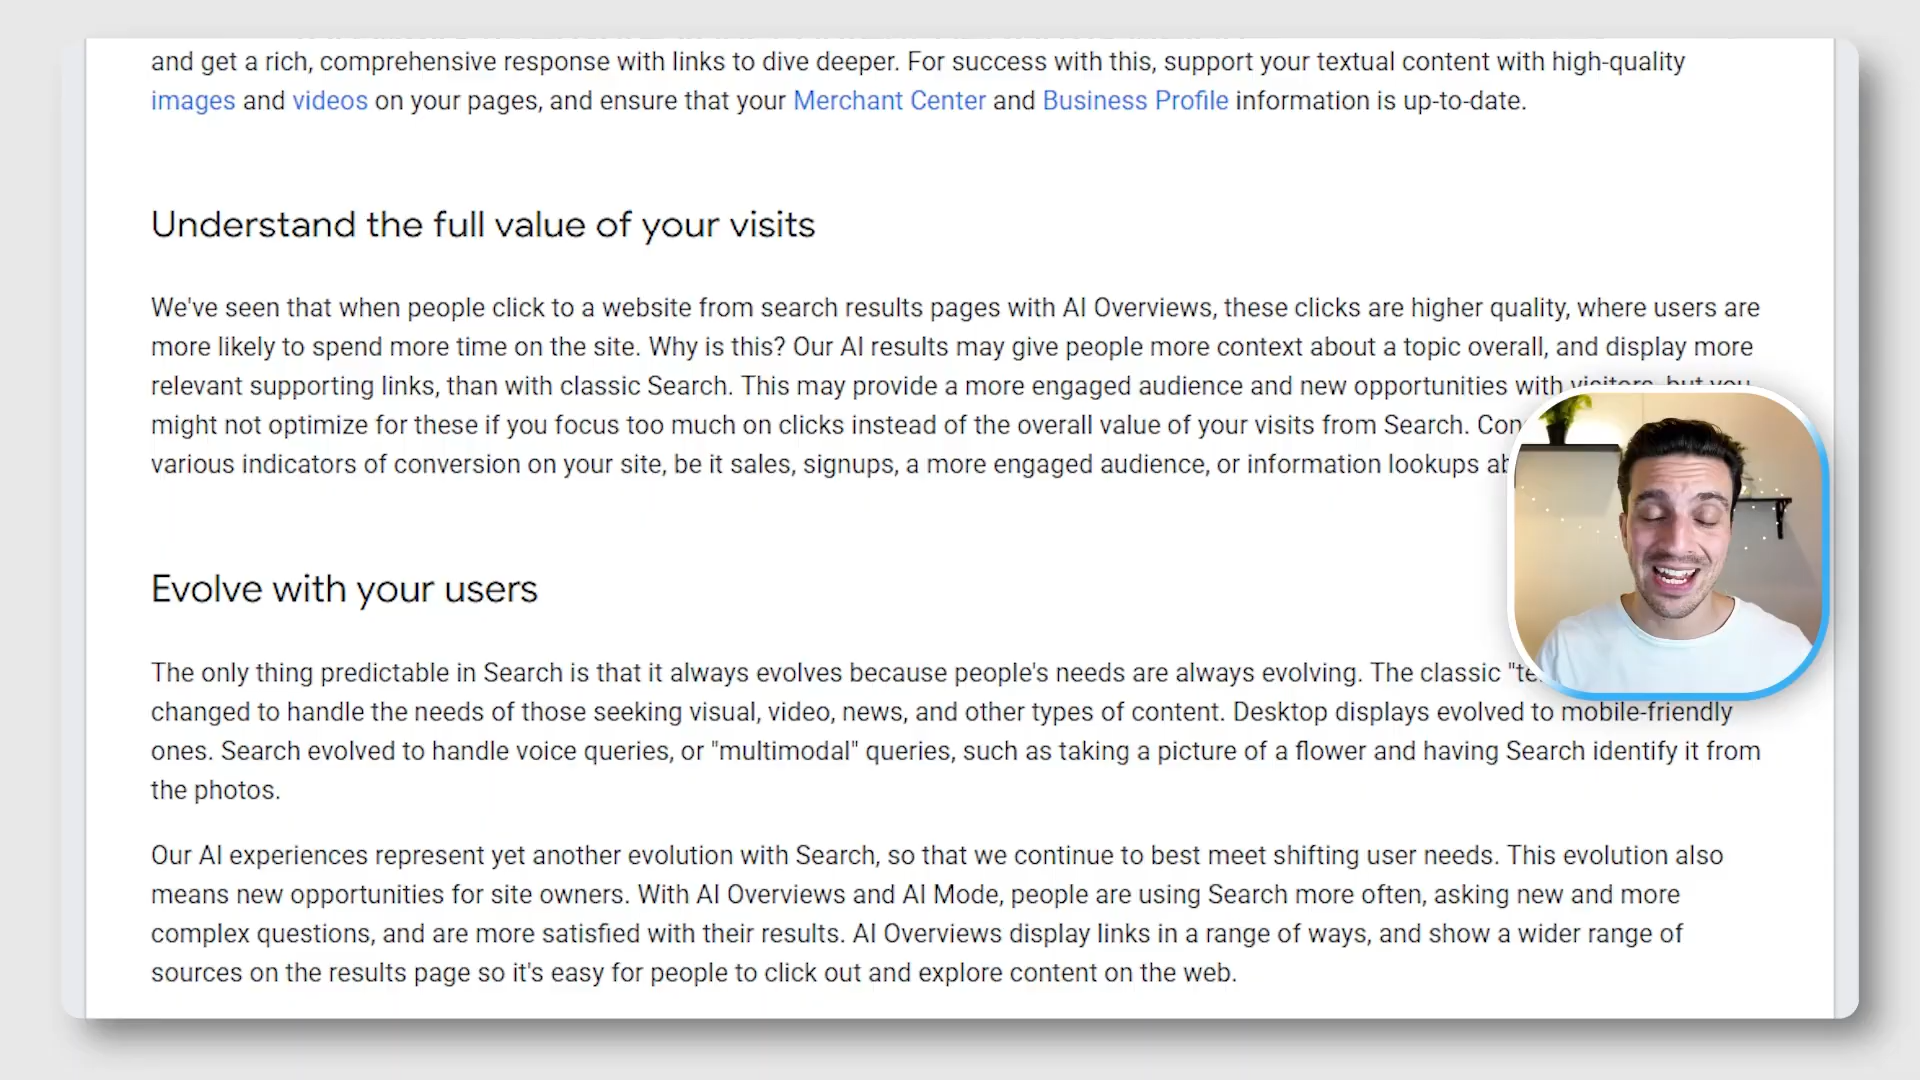 and get a rich, comprehensive response with links to dive deeper. For success with this, support your textual content with high-quality
images and videos on your pages, and ensure that your Merchant Center and Business Profile information is up-to-date.
Understand the full value of your visits
We've seen that when people click to a website from search results pages with AI Overviews, these clicks are higher quality, where users are
more likely to spend more time on the site. Why is this? Our AI results may give people more context about a topic overall, and display more
relevant supporting links, than with classic Search. This may provide a more engaged audience and new opportunities with visitors, but you
might not optimize for these if you focus too much on clicks instead of the overall value of your visits from Search.
various indicators of conversion on your site, be it sales, signups, a more engaged audience, or information lookups
Evolve with your users
The only thing predictable in Search is that it always evolves because people's needs are always evolving. The classic
changed to handle the needs of those seeking visual, video, news, and other types of content. Desktop displays evolved to mobile-friendly
ones. Search evolved to handle voice queries, or "multimodal" queries, such as taking a picture of a flower and having Search identify it from
the photos.
Our AI experiences represent yet another evolution with Search, so that we continue to best meet shifting user needs. This evolution also
means new opportunities for site owners. With AI Overviews and AI Mode, people are using Search more often, asking new and more
complex questions, and are more satisfied with their results. AI Overviews display links in a range of ways, and show a wider range of
sources on the results page so it's easy for people to click out and explore content on the web.